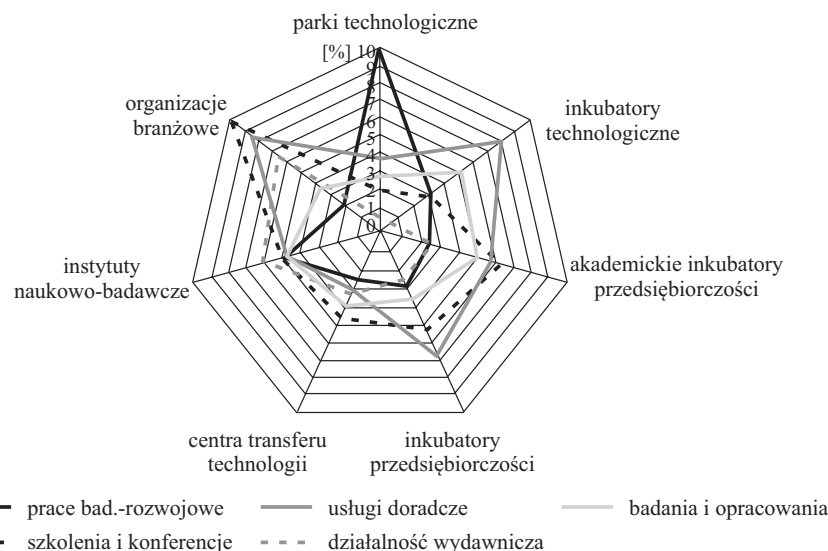 parki technologiczne
[%] 10
9
8
7
6
5
4
3
2
1
0
organizacje
branżowe
inkubatory
technologiczne
instytuty
naukowo-badawcze
akademickie inkubatory
przedsiębiorczości
centra transferu
technologii
inkubatory
przedsiębiorczości
prace bad.-rozwojowe
usługi doradcze
badania i opracowania
szkolenia i konferencje
działalność wydawnicza